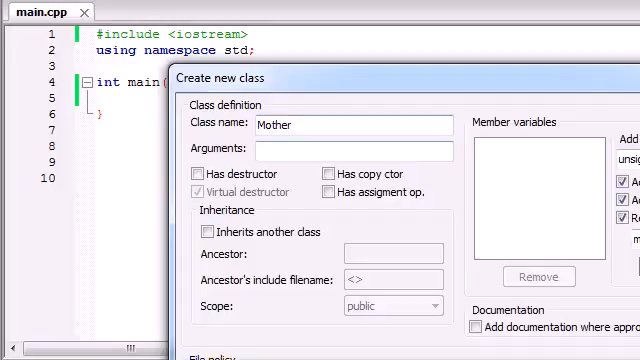 main.cpp
1 #include <iostream>
2 using namespace std;
3
4 int main(
5
6 }
7
8
9
10
Create new class
Class definition
Class name: Mother
Arguments:
Has destructor Has copy ctor
Virtual destructor Has assigment op.
Inheritance
Inherits another class
Ancestor:
Ancestor's include filename: <>
Scope: public
Member variables
Remove
Add
unsig
Documentation
Add documentation where appro
File policy